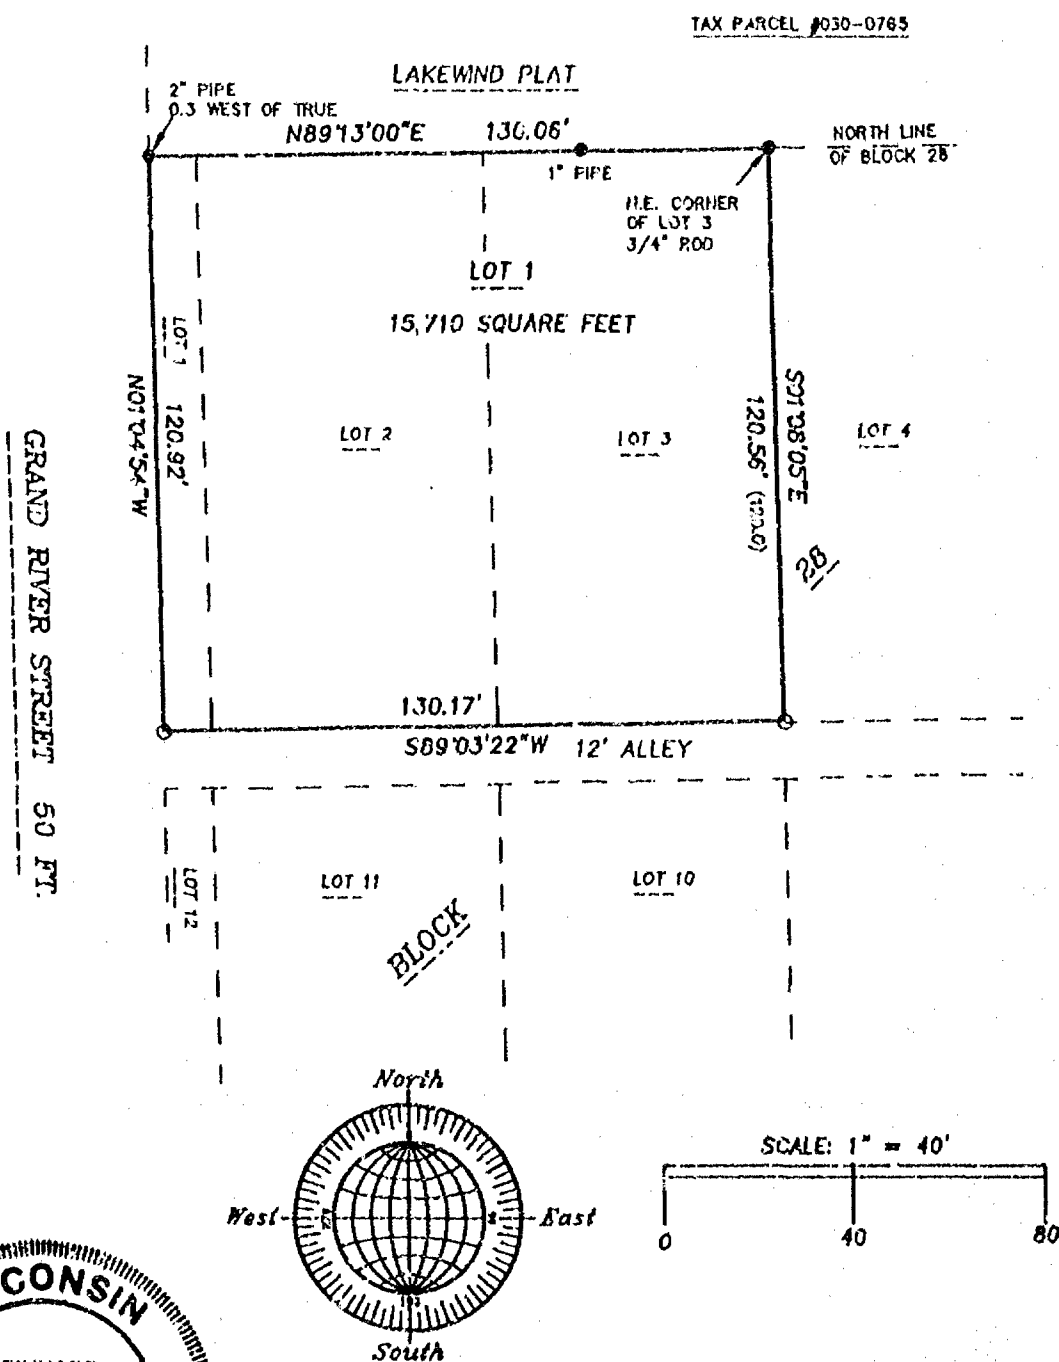 TAX PARCEL #030-0765
LAKEWIND PLAT
2" PIPE
0.3 WEST OF TRUE
N89°13'00"E 130.06'
NORTH LINE
OF BLOCK 28
1" PIPE
N.E. CORNER
OF LOT 3
3/4" ROD
LOT 1
15,710 SQUARE FEET
LOT 1
N01°04'54"W
120.92'
LOT 2
LOT 3
S01°08'05"E
120.56' (120.0)
LOT 4
28
GRAND RIVER STREET 50 FT.
130.17'
S89°03'22"W 12' ALLEY
LOT 12
LOT 11
LOT 10
BLOCK
North
West
East
South
SCALE: 1" = 40'
0 40 80
CONSIN